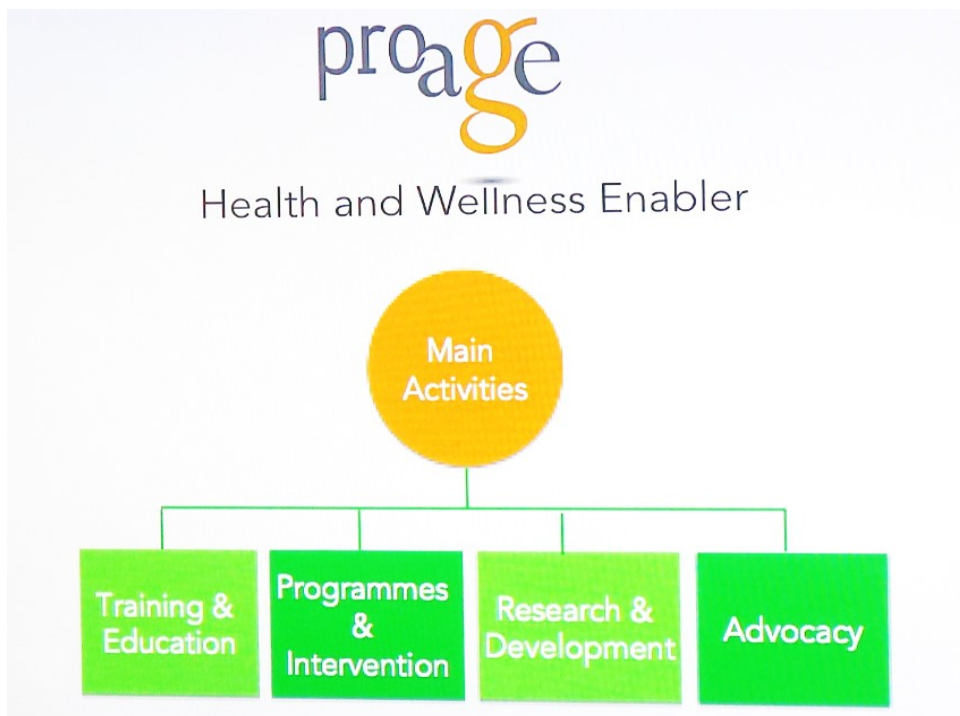 proage
Health and Wellness Enabler
Main
Activities
Training &
Education
Programmes
&
Intervention
Research &
Development
Advocacy